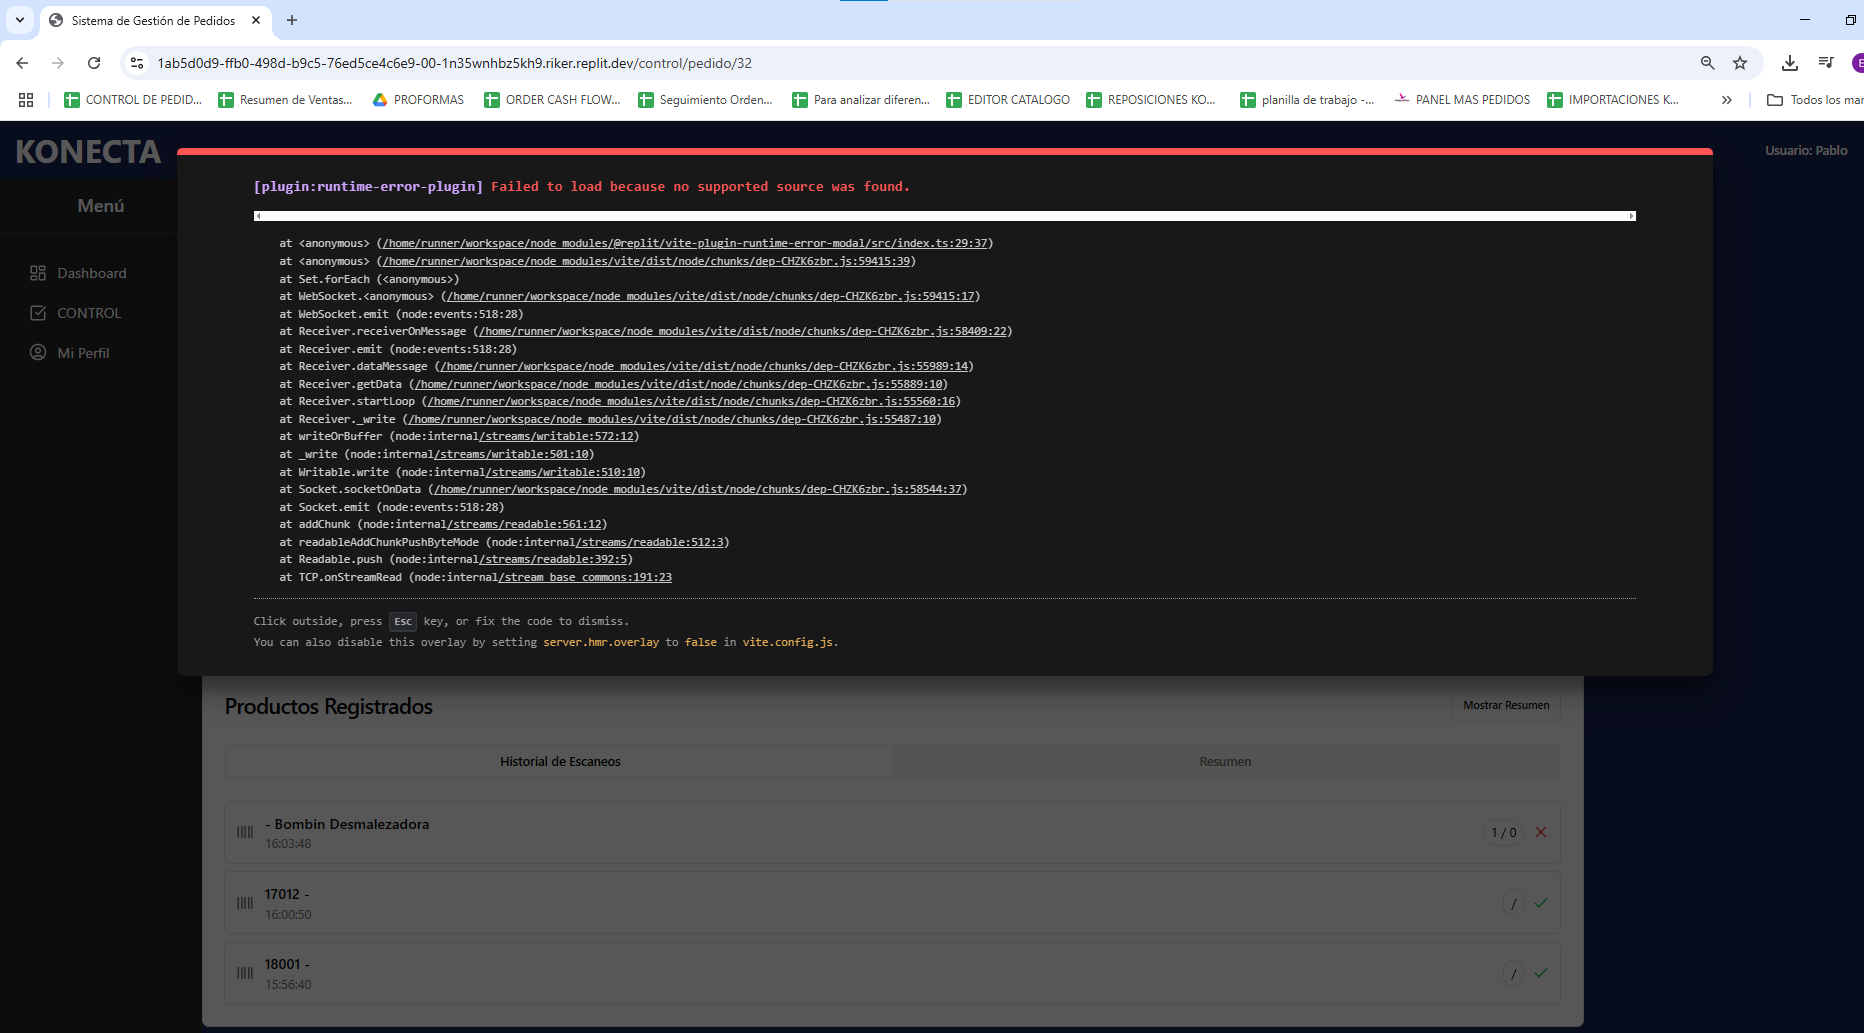 Sistema de Gestión de Pedidos
1ab5d0d9-ffb0-498d-b9c5-76ed5ce4c6e9-00-1n35wnhbz5kh9.riker.replit.dev/control/pedido/32
E
CONTROL DE PEDID...
Resumen de Ventas...
PROFORMAS
ORDER CASH FLOW...
Seguimiento Orden...
Para analizar diferen...
EDITOR CATALOGO
REPOSICIONES KO...
planilla de trabajo -...
PANEL MAS PEDIDOS
IMPORTACIONES K...
Todos los mar
KONECTA
Usuario: Pablo
Menú
Dashboard
CONTROL
Mi Perfil
[plugin:runtime-error-plugin] Failed to load because no supported source was found.
at <anonymous> (/home/runner/workspace/node_modules/@replit/vite-plugin-runtime-error-modal/src/index.ts:29:37)
at <anonymous> (/home/runner/workspace/node_modules/vite/dist/node/chunks/dep-CHZK6zbr.js:59415:39)
at Set.forEach (<anonymous>)
at WebSocket.<anonymous> (/home/runner/workspace/node_modules/vite/dist/node/chunks/dep-CHZK6zbr.js:59415:17)
at WebSocket.emit (node:events:518:28)
at Receiver.receiverOnMessage (/home/runner/workspace/node_modules/vite/dist/node/chunks/dep-CHZK6zbr.js:58409:22)
at Receiver.emit (node:events:518:28)
at Receiver.dataMessage (/home/runner/workspace/node_modules/vite/dist/node/chunks/dep-CHZK6zbr.js:55989:14)
at Receiver.getData (/home/runner/workspace/node_modules/vite/dist/node/chunks/dep-CHZK6zbr.js:55889:10)
at Receiver.startLoop (/home/runner/workspace/node_modules/vite/dist/node/chunks/dep-CHZK6zbr.js:55560:16)
at Receiver._write (/home/runner/workspace/node_modules/vite/dist/node/chunks/dep-CHZK6zbr.js:55487:10)
at writeOrBuffer (node:internal/streams/writable:572:12)
at _write (node:internal/streams/writable:501:10)
at Writable.write (node:internal/streams/writable:510:10)
at Socket.socketOnData (/home/runner/workspace/node_modules/vite/dist/node/chunks/dep-CHZK6zbr.js:58544:37)
at Socket.emit (node:events:518:28)
at addChunk (node:internal/streams/readable:561:12)
at readableAddChunkPushByteMode (node:internal/streams/readable:512:3)
at Readable.push (node:internal/streams/readable:392:5)
at TCP.onStreamRead (node:internal/stream_base_commons:191:23
Click outside, press Esc key, or fix the code to dismiss.
You can also disable this overlay by setting server.hmr.overlay to false in vite.config.js.
Productos Registrados
Mostrar Resumen
Historial de Escaneos
Resumen
- Bombin Desmalezadora
16:03:48
1 / 0
17012 -
16:00:50
/
18001 -
15:56:40
/